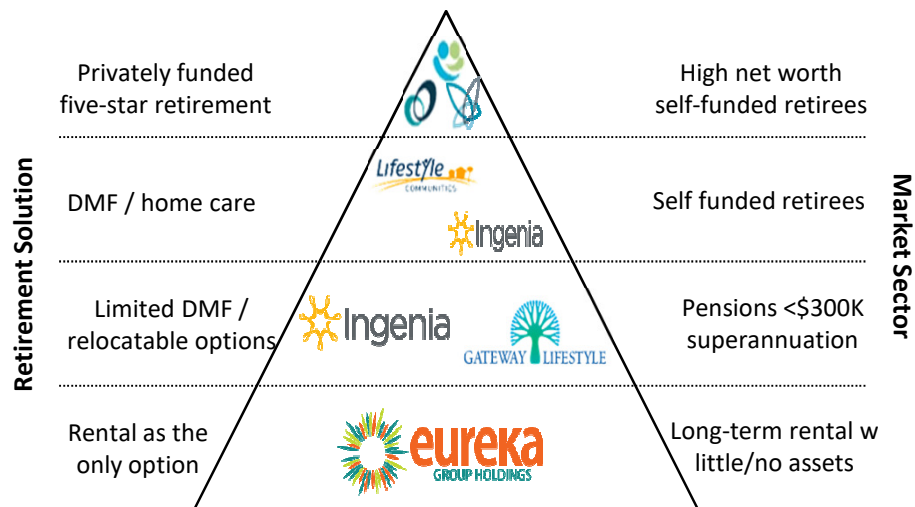 Retirement Solution
Market Sector
Privately funded
five-star retirement
High net worth
self-funded retirees
DMF / home care
Lifestyle
COMMUNITIES
Ingenia
Self funded retirees
Limited DMF /
relocatable options
Ingenia
GATEWAY LIFESTYLE
Pensions <$300K
superannuation
Rental as the
only option
eureka
GROUP HOLDINGS
Long-term rental w
little/no assets